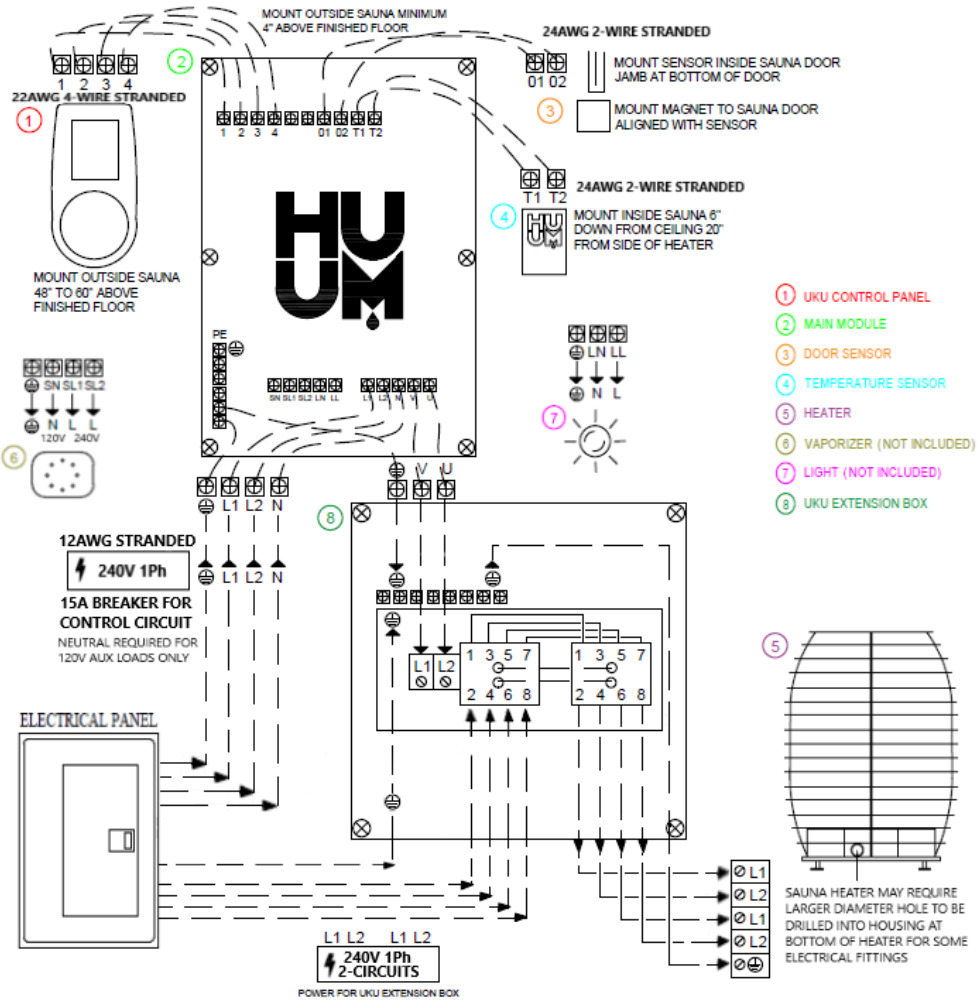 MOUNT OUTSIDE SAUNA MINIMUM
4" ABOVE FINISHED FLOOR
1 2 3 4
22AWG 4-WIRE STRANDED
1
MOUNT OUTSIDE SAUNA
48" TO 60" ABOVE
FINISHED FLOOR
2
1 2 3 4 01 02 T1 T2
HUUM
PE
SN SL1 SL2 LN LL L1 L2 N V U
24AWG 2-WIRE STRANDED
01 02
MOUNT SENSOR INSIDE SAUNA DOOR
JAMB AT BOTTOM OF DOOR
3
MOUNT MAGNET TO SAUNA DOOR
ALIGNED WITH SENSOR
T1 T2
24AWG 2-WIRE STRANDED
4
HUUM
MOUNT INSIDE SAUNA 6"
DOWN FROM CEILING 20"
FROM SIDE OF HEATER
1 UKU CONTROL PANEL
2 MAIN MODULE
3 DOOR SENSOR
4 TEMPERATURE SENSOR
5 HEATER
6 VAPORIZER (NOT INCLUDED)
7 LIGHT (NOT INCLUDED)
8 UKU EXTENSION BOX
SN SL1 SL2
N L L
120V 240V
6
LN LL
N L
7
L1 L2 N
V U
12AWG STRANDED
240V 1Ph
L1 L2 N
15A BREAKER FOR
CONTROL CIRCUIT
NEUTRAL REQUIRED FOR
120V AUX LOADS ONLY
8
L1 L2
1 3 5 7
2 4 6 8
1 3 5 7
2 4 6 8
ELECTRICAL PANEL
L1 L2 L1 L2
240V 1Ph
2-CIRCUITS
POWER FOR UKU EXTENSION BOX
L1
L2
L1
L2
5
SAUNA HEATER MAY REQUIRE
LARGER DIAMETER HOLE TO BE
DRILLED INTO HOUSING AT
BOTTOM OF HEATER FOR SOME
ELECTRICAL FITTINGS